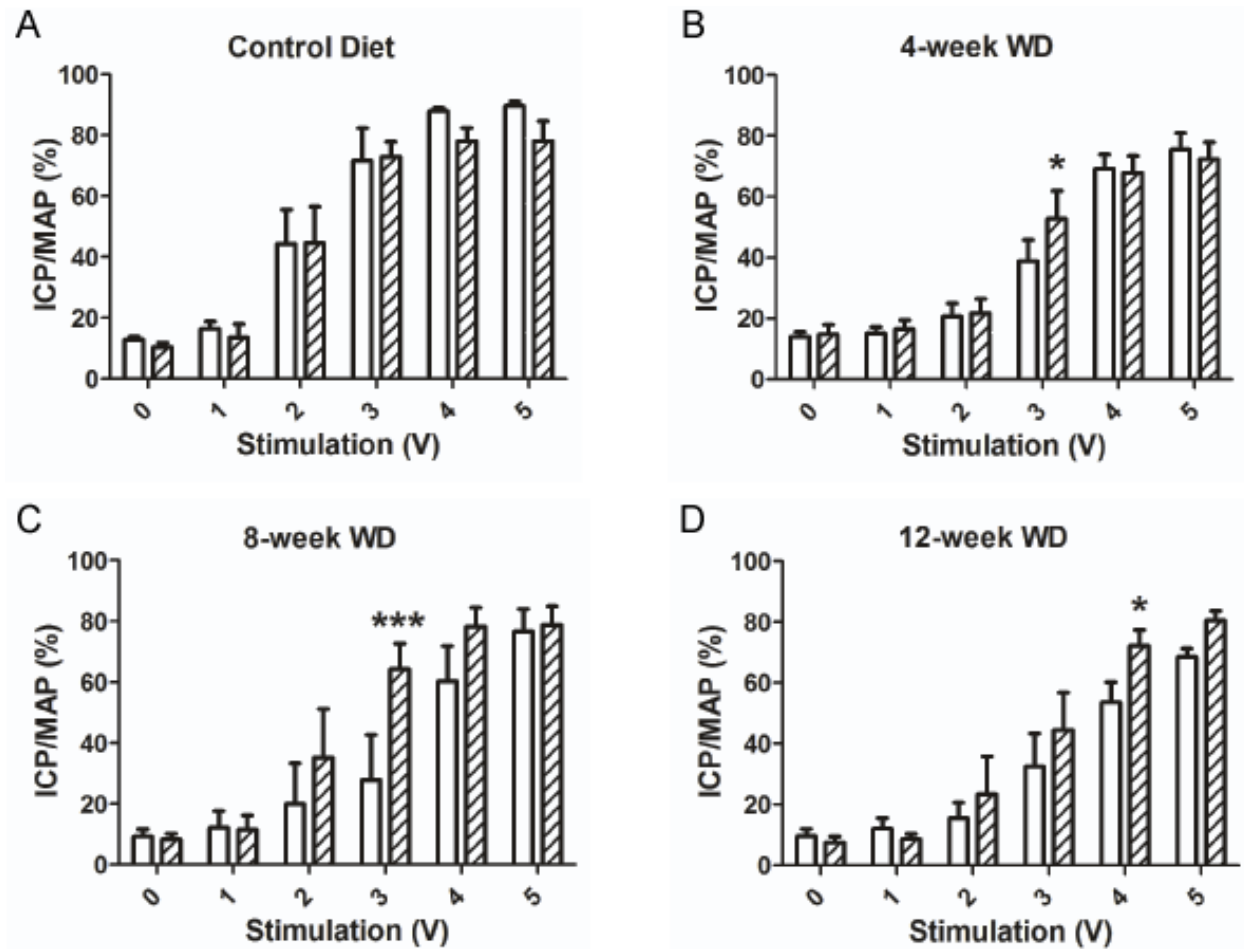 A
Control Diet
ICP/MAP (%)
100
80
60
40
20
0
0 1 2 3 4 5
Stimulation (V)
B
4-week WD
ICP/MAP (%)
100
80
60
40
20
0
*
0 1 2 3 4 5
Stimulation (V)
C
8-week WD
ICP/MAP (%)
100
80
60
40
20
0
***
0 1 2 3 4 5
Stimulation (V)
D
12-week WD
ICP/MAP (%)
100
80
60
40
20
0
*
0 1 2 3 4 5
Stimulation (V)